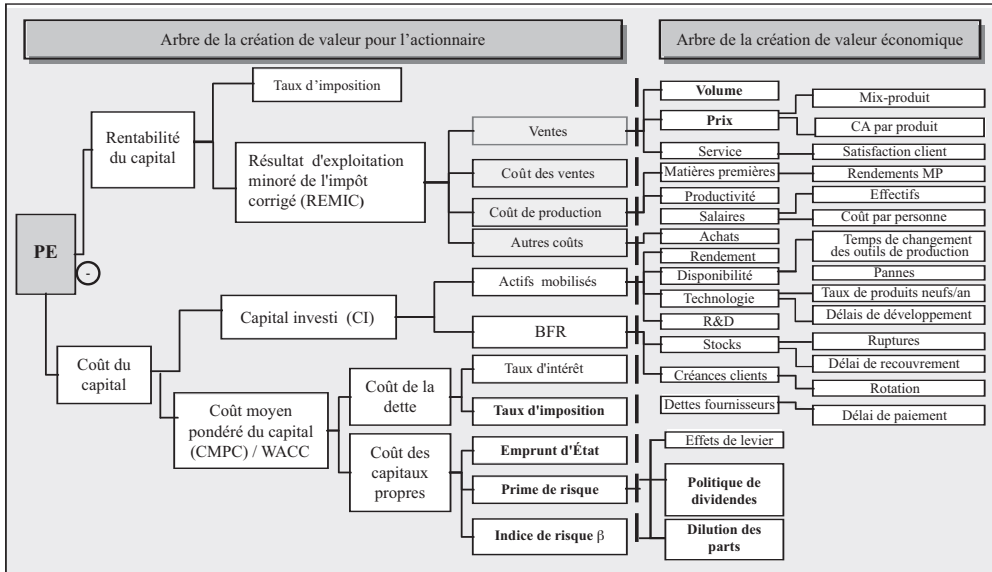 Arbre de la création de valeur pour l'actionnaire
Arbre de la création de valeur économique
PE
-
Rentabilité
du capital
Coût du
capital
Taux d'imposition
Résultat d'exploitation
minoré de l'impôt
corrigé (REMIC)
Capital investi (CI)
Coût moyen
pondéré du capital
(CMPC) / WACC
Coût de la
dette
Coût des
capitaux
propres
Ventes
Coût des ventes
Coût de production
Autres coûts
Actifs mobilisés
BFR
Taux d'intérêt
Taux d'imposition
Emprunt d'État
Prime de risque
Indice de risque β
Volume
Prix
Service
Matières premières
Productivité
Salaires
Achats
Rendement
Disponibilité
Technologie
R&D
Stocks
Créances clients
Dettes fournisseurs
Effets de levier
Politique de
dividendes
Dilution des
parts
Mix-produit
CA par produit
Satisfaction client
Rendements MP
Effectifs
Coût par personne
Temps de changement
des outils de production
Pannes
Taux de produits neufs/an
Délais de développement
Ruptures
Délai de recouvrement
Rotation
Délai de paiement